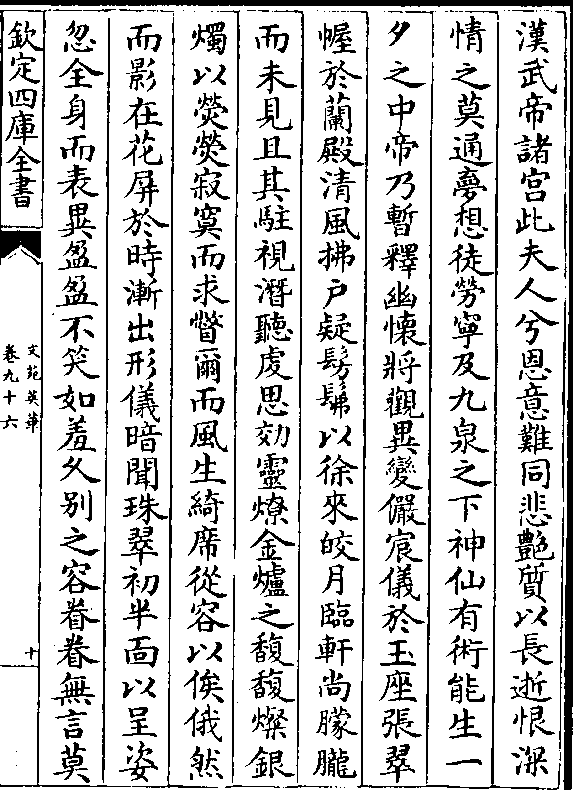 漢武帝諸宫此夫人兮恩意難同悲艶質以長逝恨深
情之莫通夢想徒勞寧及九泉之下神仙有術能生一
夕之中帝乃暫釋幽懷將觀異變儼宸儀於玉座張翠
幄於蘭殿清風拂户疑髣髴以徐來皎月臨軒尚朦朧
而未見且其駐視潛聽䖏思効靈燎金爐之馥馥燦銀
燭以熒熒寂寞而求瞥爾而風生綺席從容以俟俄然
而影在花屏於時漸出形儀暗聞珠翠初半面以呈姿
忽全身而表異盈盈不笑如羞久别之容眷眷無言莫
欽定四庫全書
文苑英華
卷九十六
十